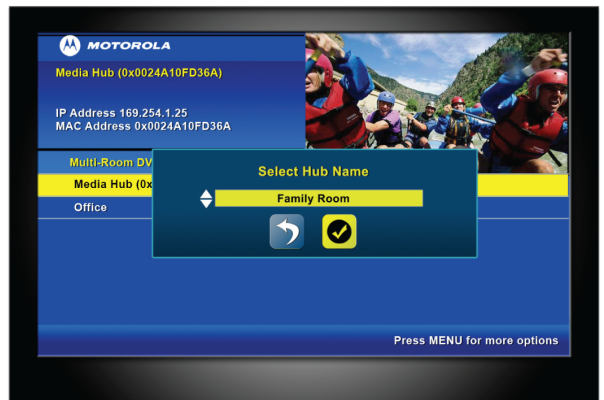 MOTOROLA
Media Hub (0x0024A10FD36A)
IP Address 169.254.1.25
MAC Address 0x0024A10FD36A
Multi-Room DV
Media Hub (0x
Office
Select Hub Name
Family Room
Press MENU for more options